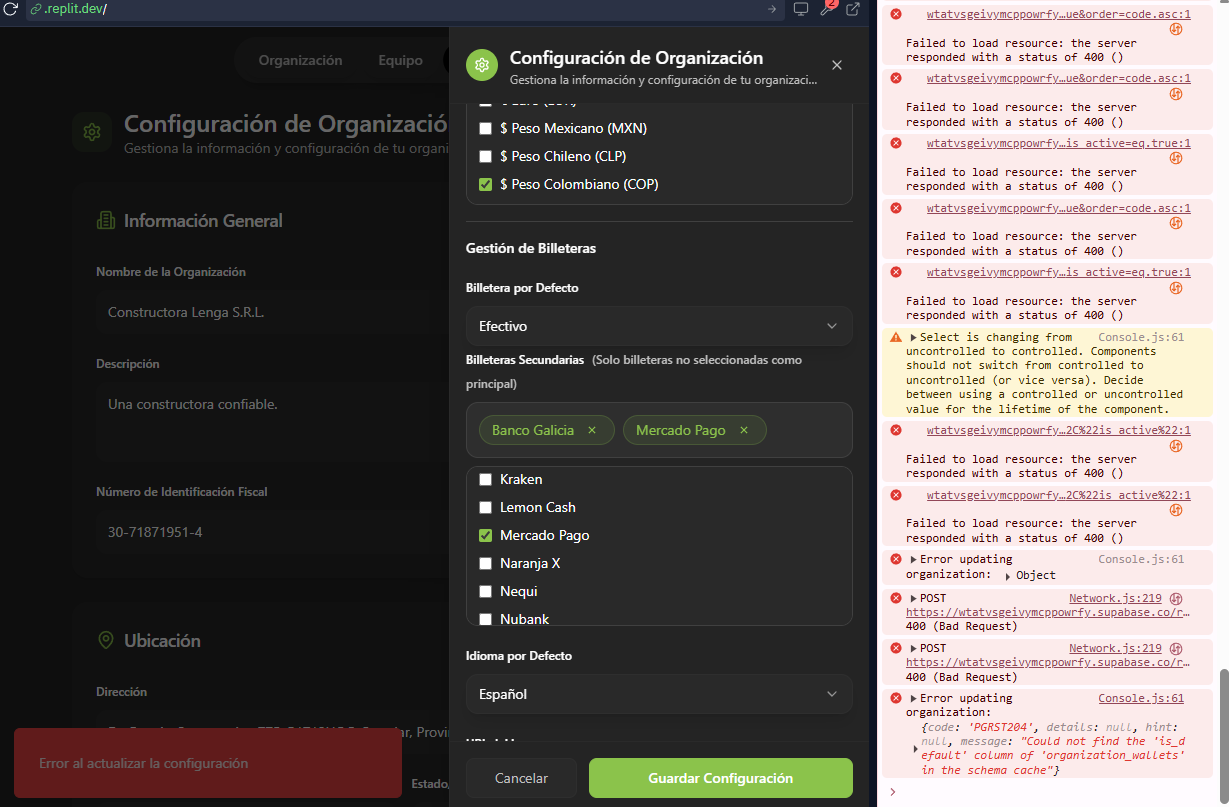 .replit.dev/
2
Organización
Equipo
Configuración de Organizació
Gestiona la información y configuración de tu organi
Información General
Nombre de la Organización
Constructora Lenga S.R.L.
Descripción
Una constructora confiable.
Número de Identificación Fiscal
30-71871951-4
Ubicación
Dirección
ar, Provi
Estado,
Error al actualizar la configuración
Configuración de Organización
Gestiona la información y configuración de tu organizaci...
$ Peso Mexicano (MXN)
$ Peso Chileno (CLP)
$ Peso Colombiano (COP)
Gestión de Billeteras
Billetera por Defecto
Efectivo
Billeteras Secundarias (Solo billeteras no seleccionadas como
principal)
Banco Galicia ×
Mercado Pago ×
Kraken
Lemon Cash
Mercado Pago
Naranja X
Nequi
Nubank
Idioma por Defecto
Español
Cancelar
Guardar Configuración
wtatvsgeivymcppowrfy…ue&order=code.asc:1
Failed to load resource: the server
responded with a status of 400 ()
wtatvsgeivymcppowrfy…ue&order=code.asc:1
Failed to load resource: the server
responded with a status of 400 ()
wtatvsgeivymcppowrfy…is_active=eq.true:1
Failed to load resource: the server
responded with a status of 400 ()
wtatvsgeivymcppowrfy…ue&order=code.asc:1
Failed to load resource: the server
responded with a status of 400 ()
wtatvsgeivymcppowrfy…is_active=eq.true:1
Failed to load resource: the server
responded with a status of 400 ()
Select is changing from Console.js:61
uncontrolled to controlled. Components
should not switch from controlled to
uncontrolled (or vice versa). Decide
between using a controlled or uncontrolled
value for the lifetime of the component.
wtatvsgeivymcppowrfy…2C%22is_active%22:1
Failed to load resource: the server
responded with a status of 400 ()
wtatvsgeivymcppowrfy…2C%22is_active%22:1
Failed to load resource: the server
responded with a status of 400 ()
Error updating Console.js:61
organization: Object
POST Network.js:219
https://wtatvsgeivymcppowrfy.supabase.co/r…
400 (Bad Request)
POST Network.js:219
https://wtatvsgeivymcppowrfy.supabase.co/r…
400 (Bad Request)
Error updating Console.js:61
organization:
{code: 'PGRST204', details: null, hint:
null, message: "Could not find the 'is_d
efault' column of 'organization_wallets'
in the schema cache"}